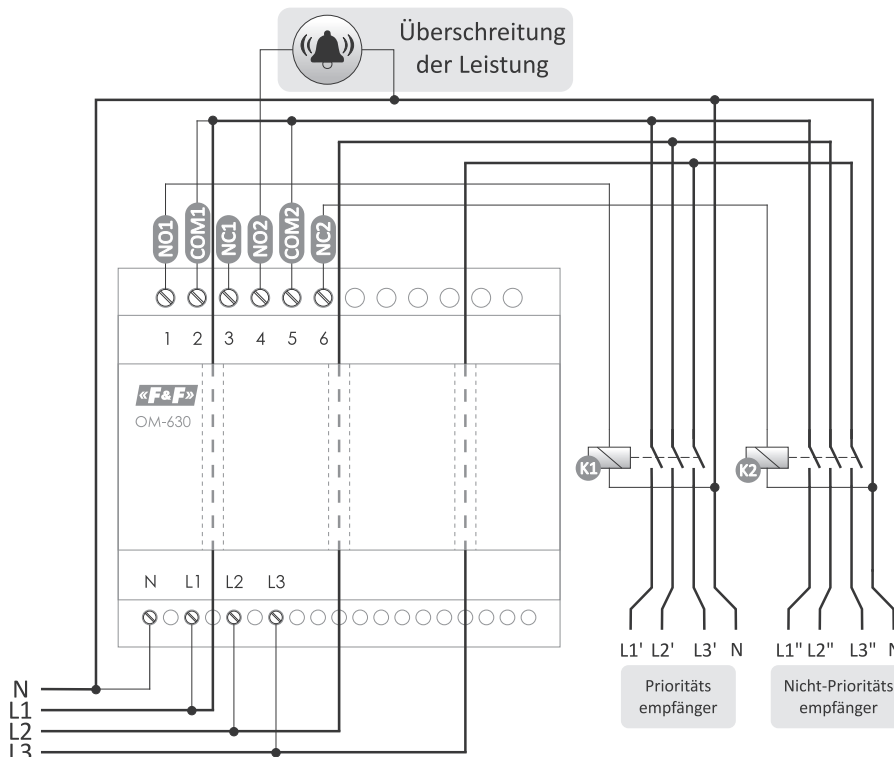 Überschreitung
der Leistung
NO1 COM1 NC1 NO2 COM2 NC2
1 2 3 4 5 6
«F&F»
OM-630
K1 K2
N L1 L2 L3
L1' L2' L3' N L1" L2" L3" N
Prioritäts
empfänger
Nicht-Prioritäts
empfänger
N
L1
L2
L3